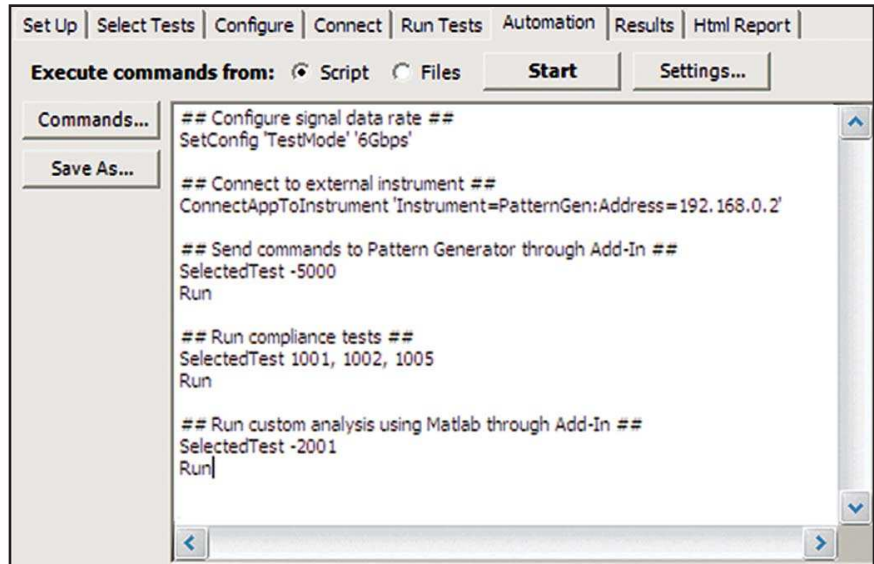 Set Up Select Tests Configure Connect Run Tests Automation Results Html Report
Execute commands from: Script Files Start Settings...
Commands...
Save As...
## Configure signal data rate ##
SetConfig 'TestMode' '6Gbps'
## Connect to external instrument ##
ConnectAppToInstrument 'Instrument=PatternGen:Address=192.168.0.2'
## Send commands to Pattern Generator through Add-In ##
SelectedTest -5000
Run
## Run compliance tests ##
SelectedTest 1001, 1002, 1005
Run
## Run custom analysis using Matlab through Add-In ##
SelectedTest -2001
Run